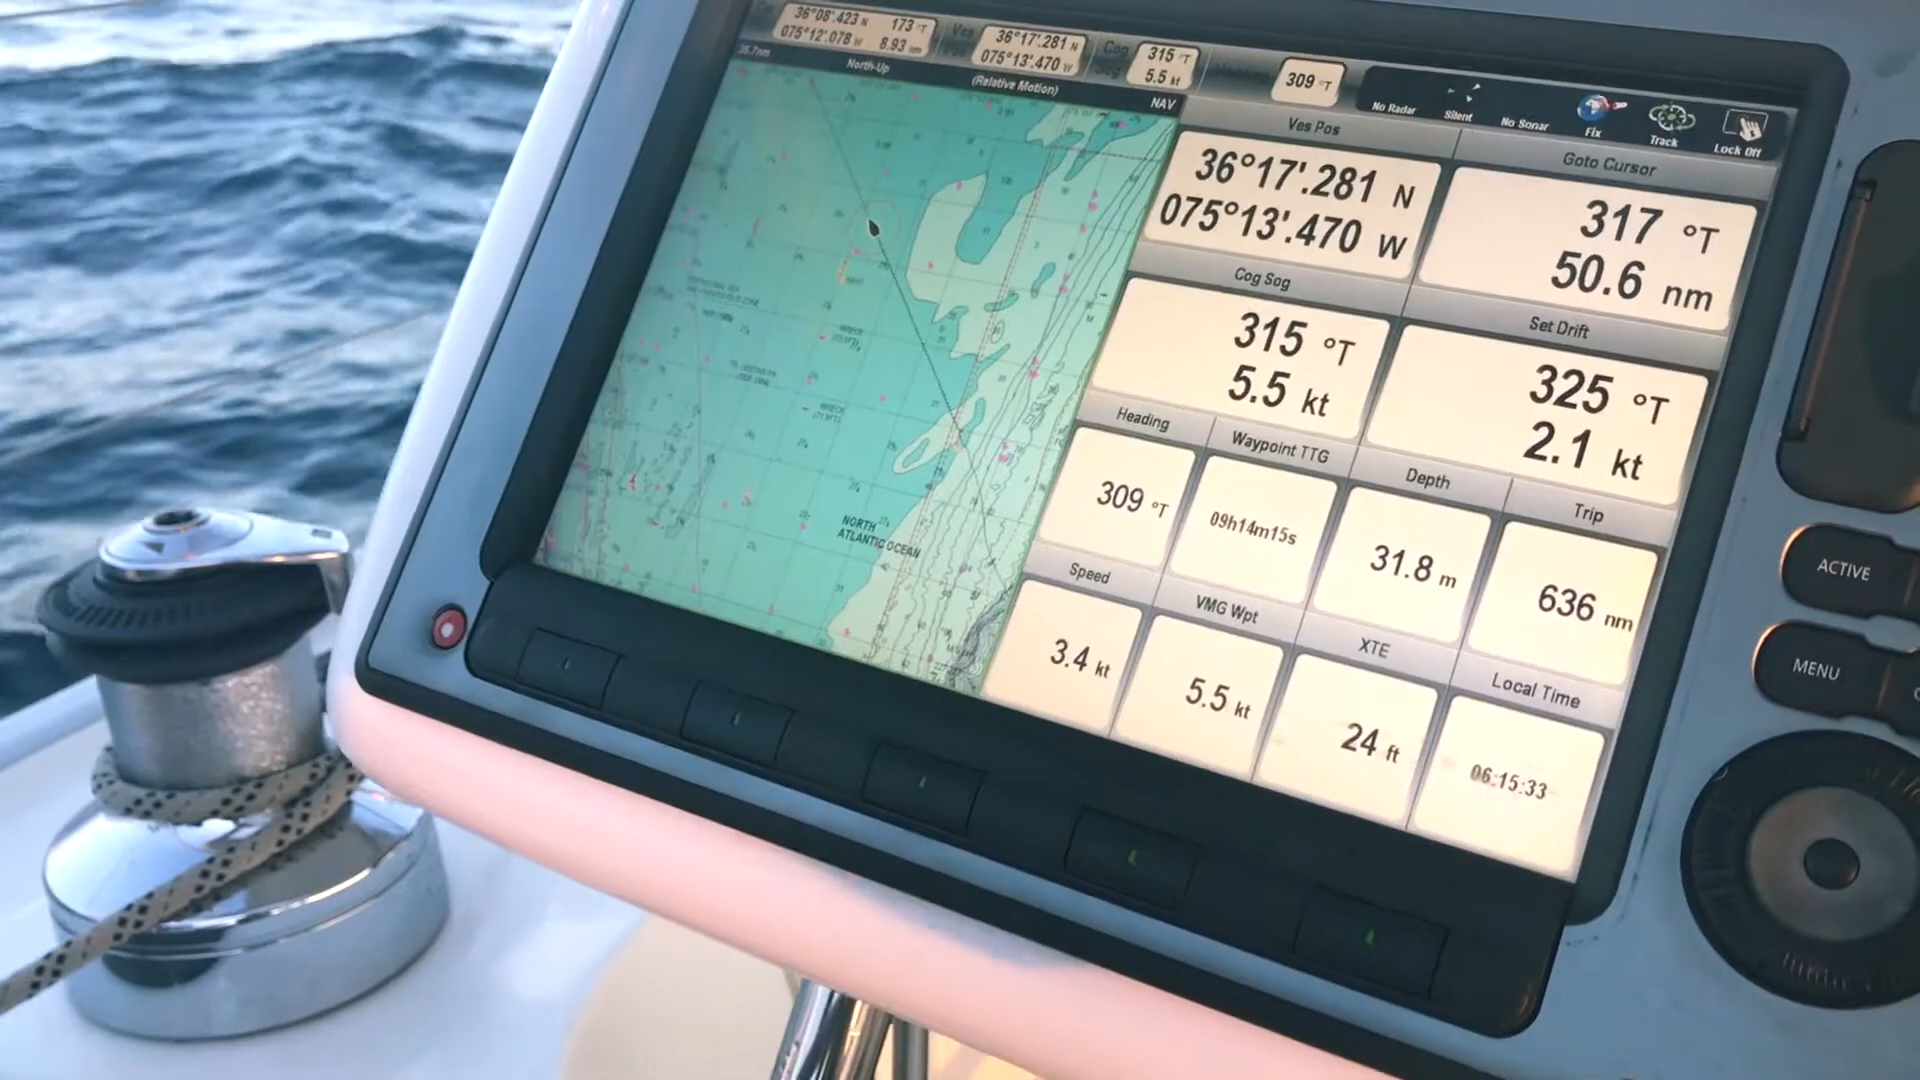 36°08'.423 N 173 °T
075°12'.078 W 8.93 nm
Ves
36°17'.281 N
075°13'.470 W
Cog
315 °T
5.5 kt
309 °T
No Radar
Silent
No Sonar
Fix
Track
Lock Off
North-Up
(Relative Motion)
NAV
Ves Pos
36°17'.281 N
075°13'.470 W
Goto Cursor
317 °T
50.6 nm
Cog Sog
315 °T
5.5 kt
Set Drift
325 °T
2.1 kt
Heading
309 °T
Waypoint TTG
09h14m15s
Depth
31.8 m
Trip
636 nm
Speed
3.4 kt
VMG Wpt
5.5 kt
XTE
24 ft
Local Time
06:15:33
NORTH
ATLANTIC OCEAN
WRECK
WRECK
ACTIVE
MENU